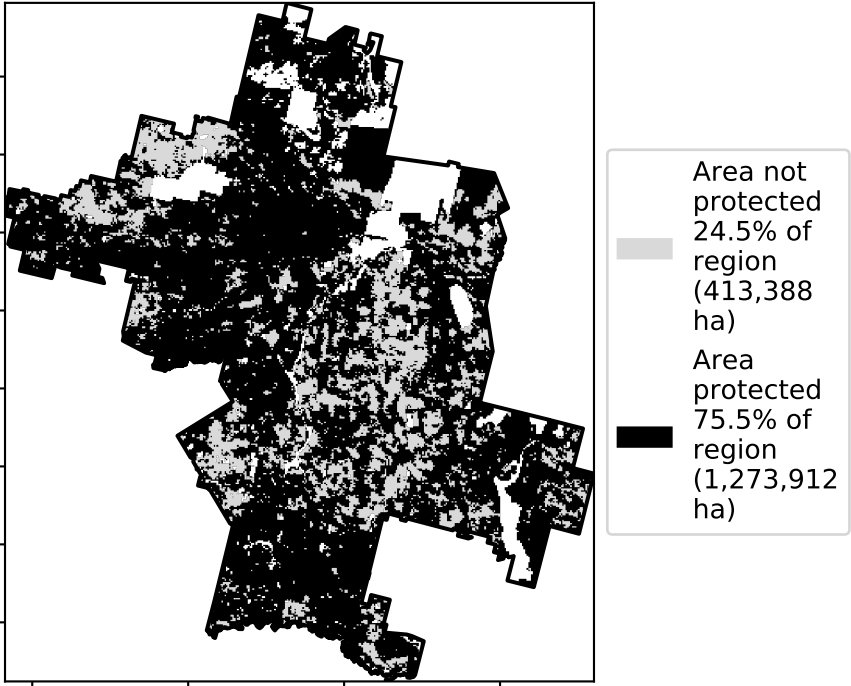 Area not
protected
24.5% of
region
(413,388
ha)
Area
protected
75.5% of
region
(1,273,912
ha)